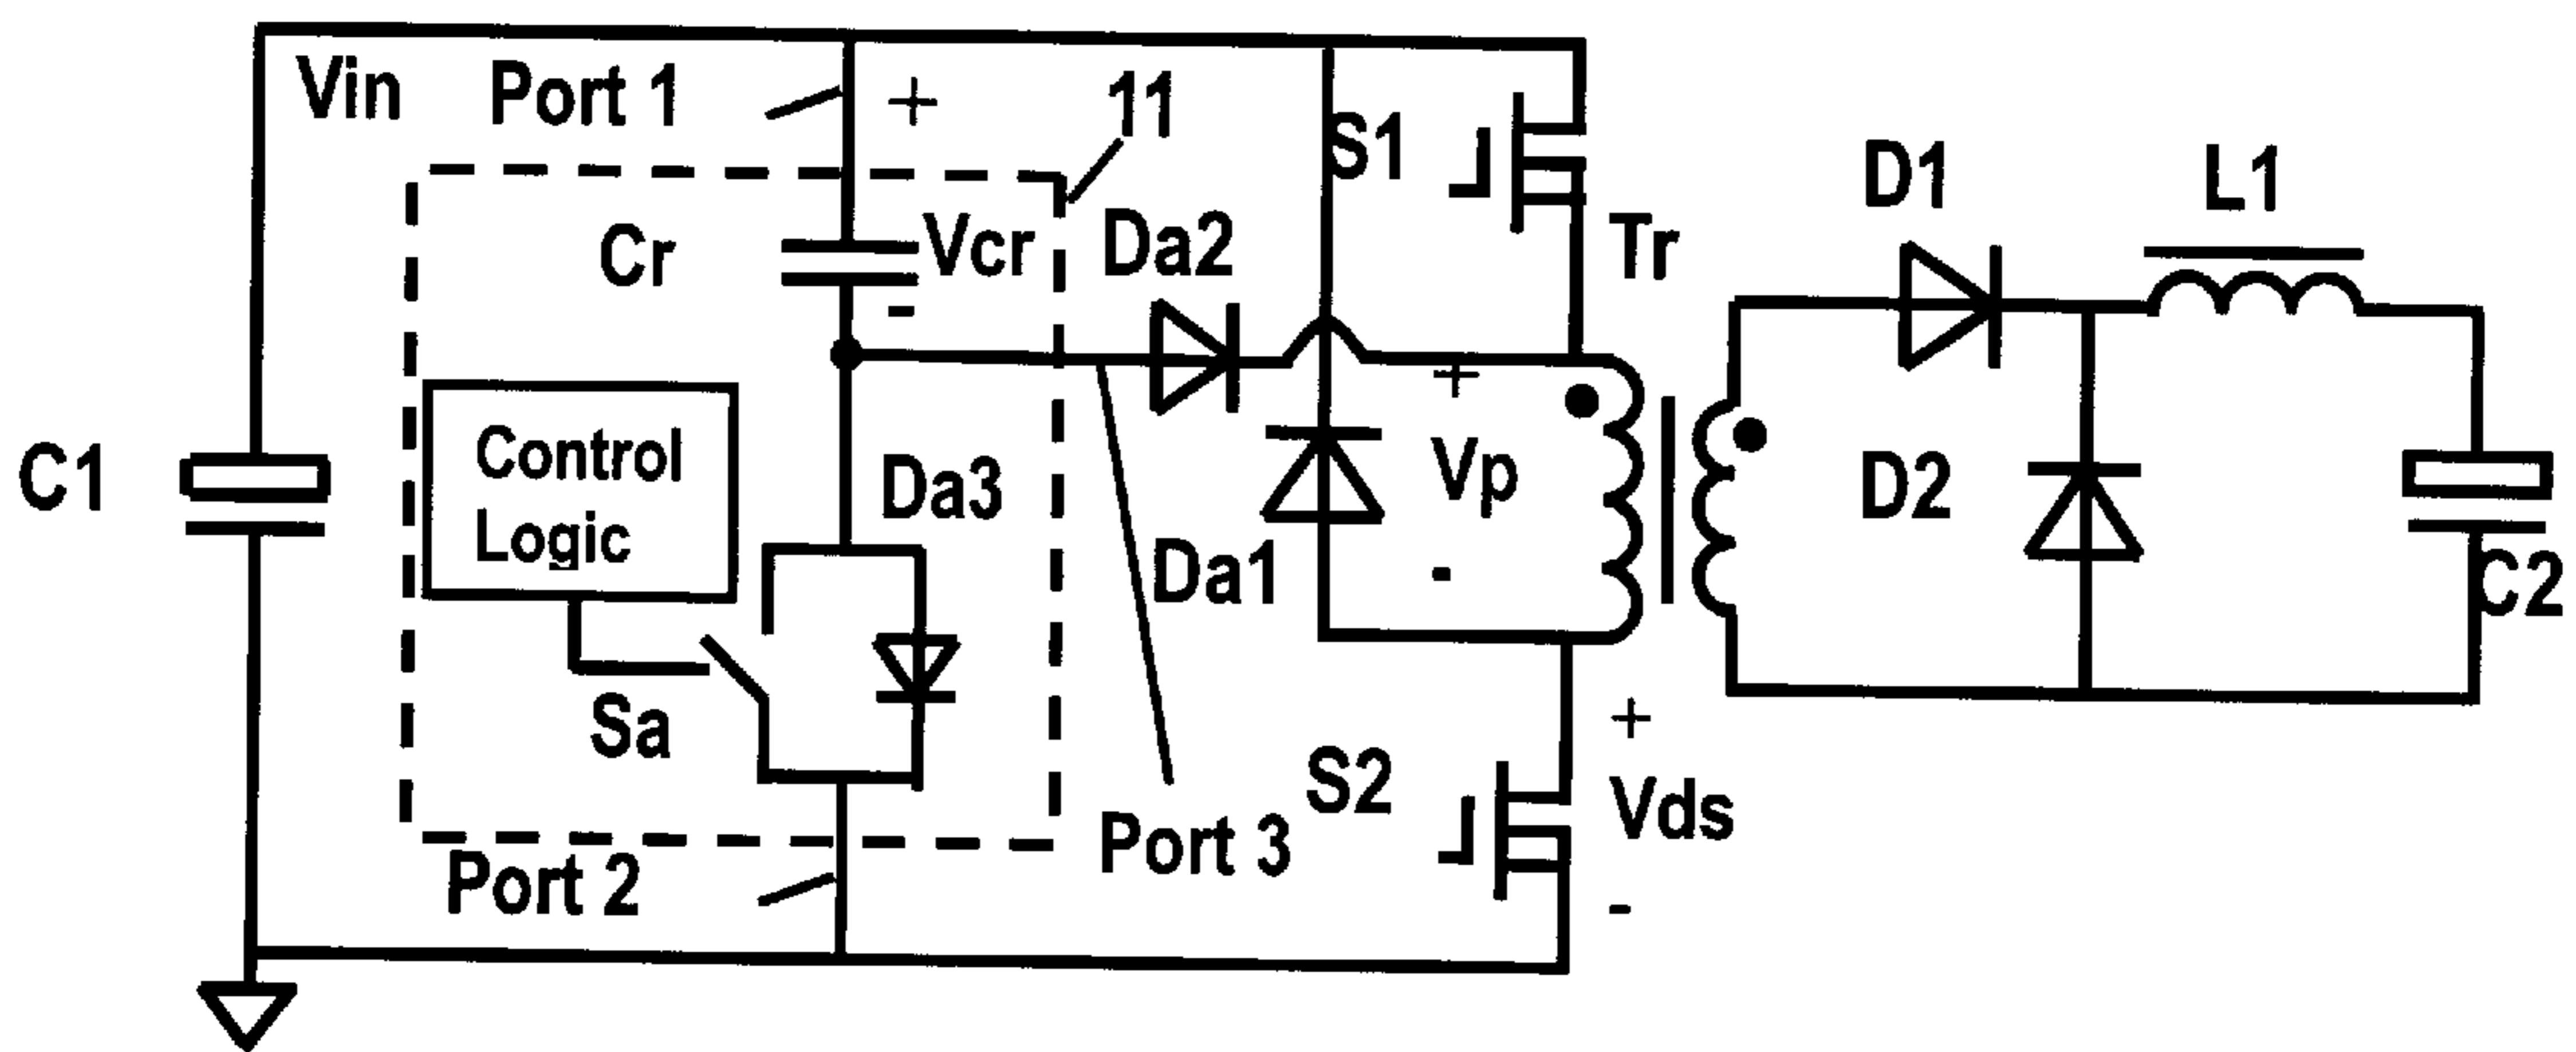 Vin
Port 1
+
11
S1
D1
L1
Cr
Vcr
Da2
Tr
-
+
C1
Control
Logic
Da3
Vp
D2
-
Da1
C2
Sa
+
S2
Vds
Port 3
Port 2
-